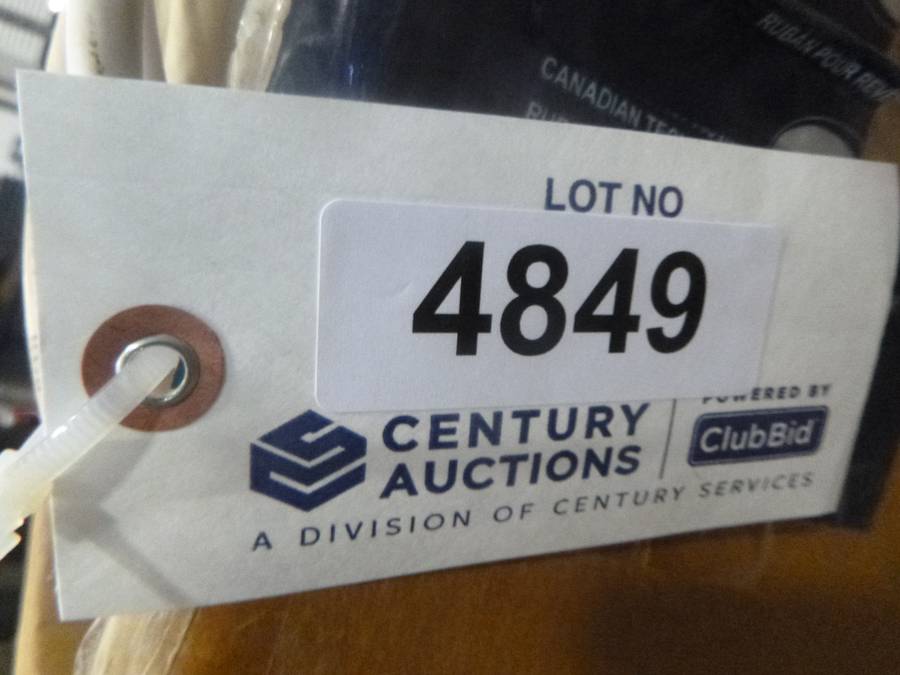 RUBAN POUR
CANADIAN
LOT NO
4849
CENTURY
AUCTIONS
POWERED BY
ClubBid
A DIVISION OF CENTURY SERVICES